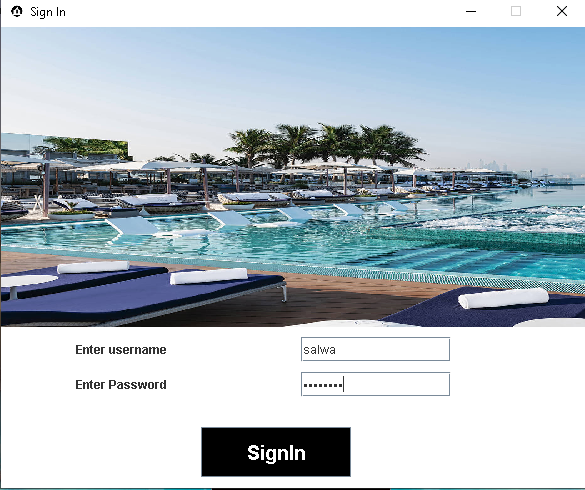 Sign In
Enter username salwa
Enter Password ••••••••
SignIn